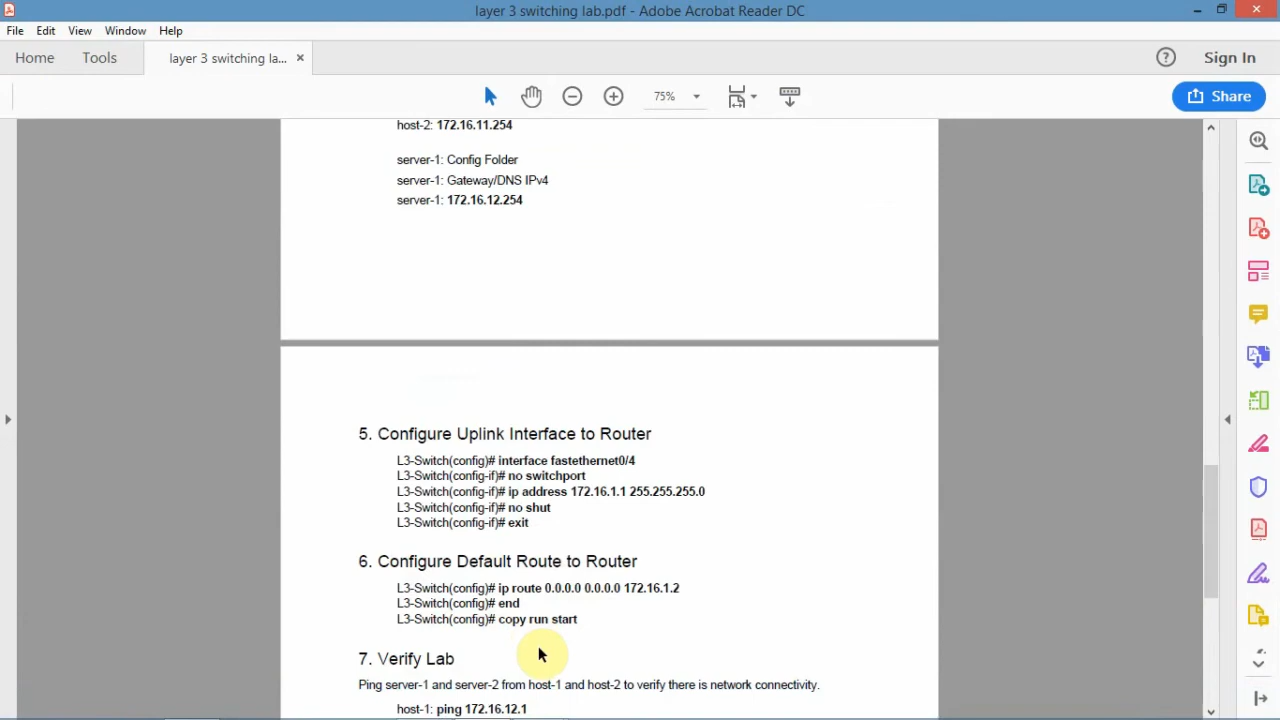 layer 3 switching lab.pdf - Adobe Acrobat Reader DC
File Edit View Window Help
Home Tools layer 3 switching la... × Sign In
75% Share
host-2: 172.16.11.254
server-1: Config Folder
server-1: Gateway/DNS IPv4
server-1: 172.16.12.254
5. Configure Uplink Interface to Router
L3-Switch(config)# interface fastethernet0/4
L3-Switch(config-if)# no switchport
L3-Switch(config-if)# ip address 172.16.1.1 255.255.255.0
L3-Switch(config-if)# no shut
L3-Switch(config-if)# exit
6. Configure Default Route to Router
L3-Switch(config)# ip route 0.0.0.0 0.0.0.0 172.16.1.2
L3-Switch(config)# end
L3-Switch(config)# copy run start
7. Verify Lab
Ping server-1 and server-2 from host-1 and host-2 to verify there is network connectivity.
host-1: ping 172.16.12.1